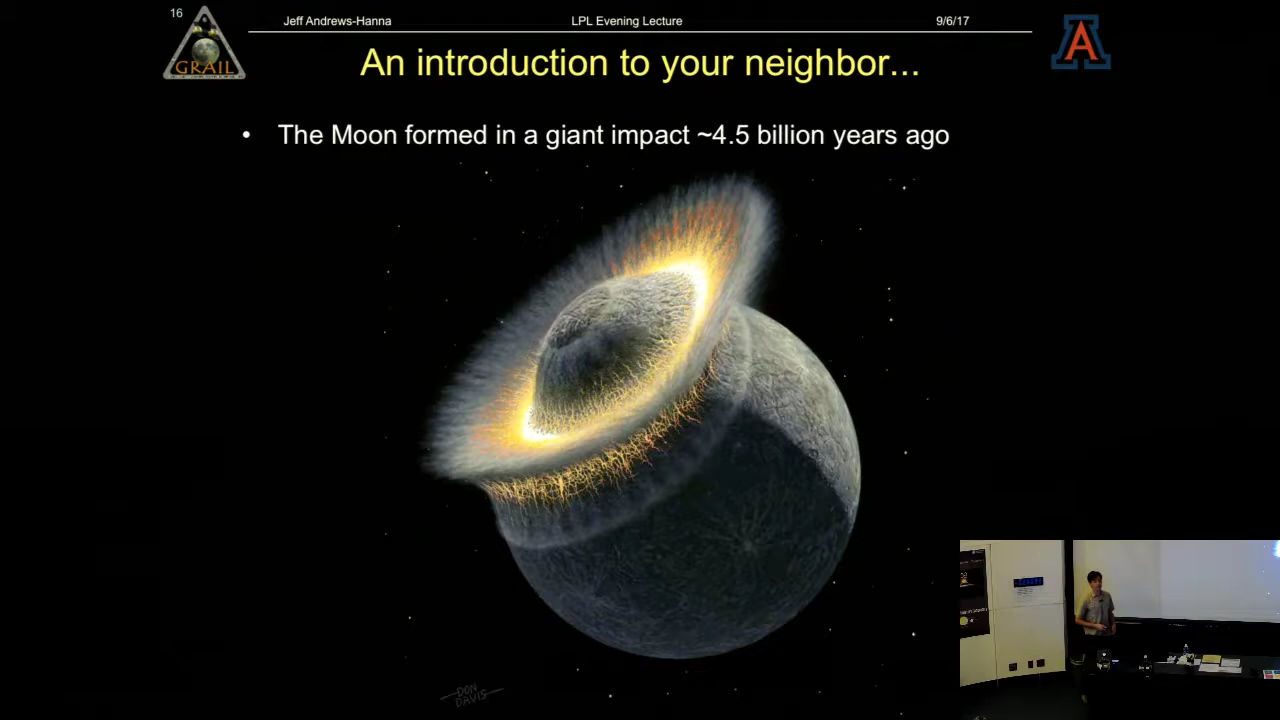 16
Jeff Andrews-Hanna
LPL Evening Lecture
9/6/17
GRAIL
A
An introduction to your neighbor...
• The Moon formed in a giant impact ~4.5 billion years ago
DON
DAVIS